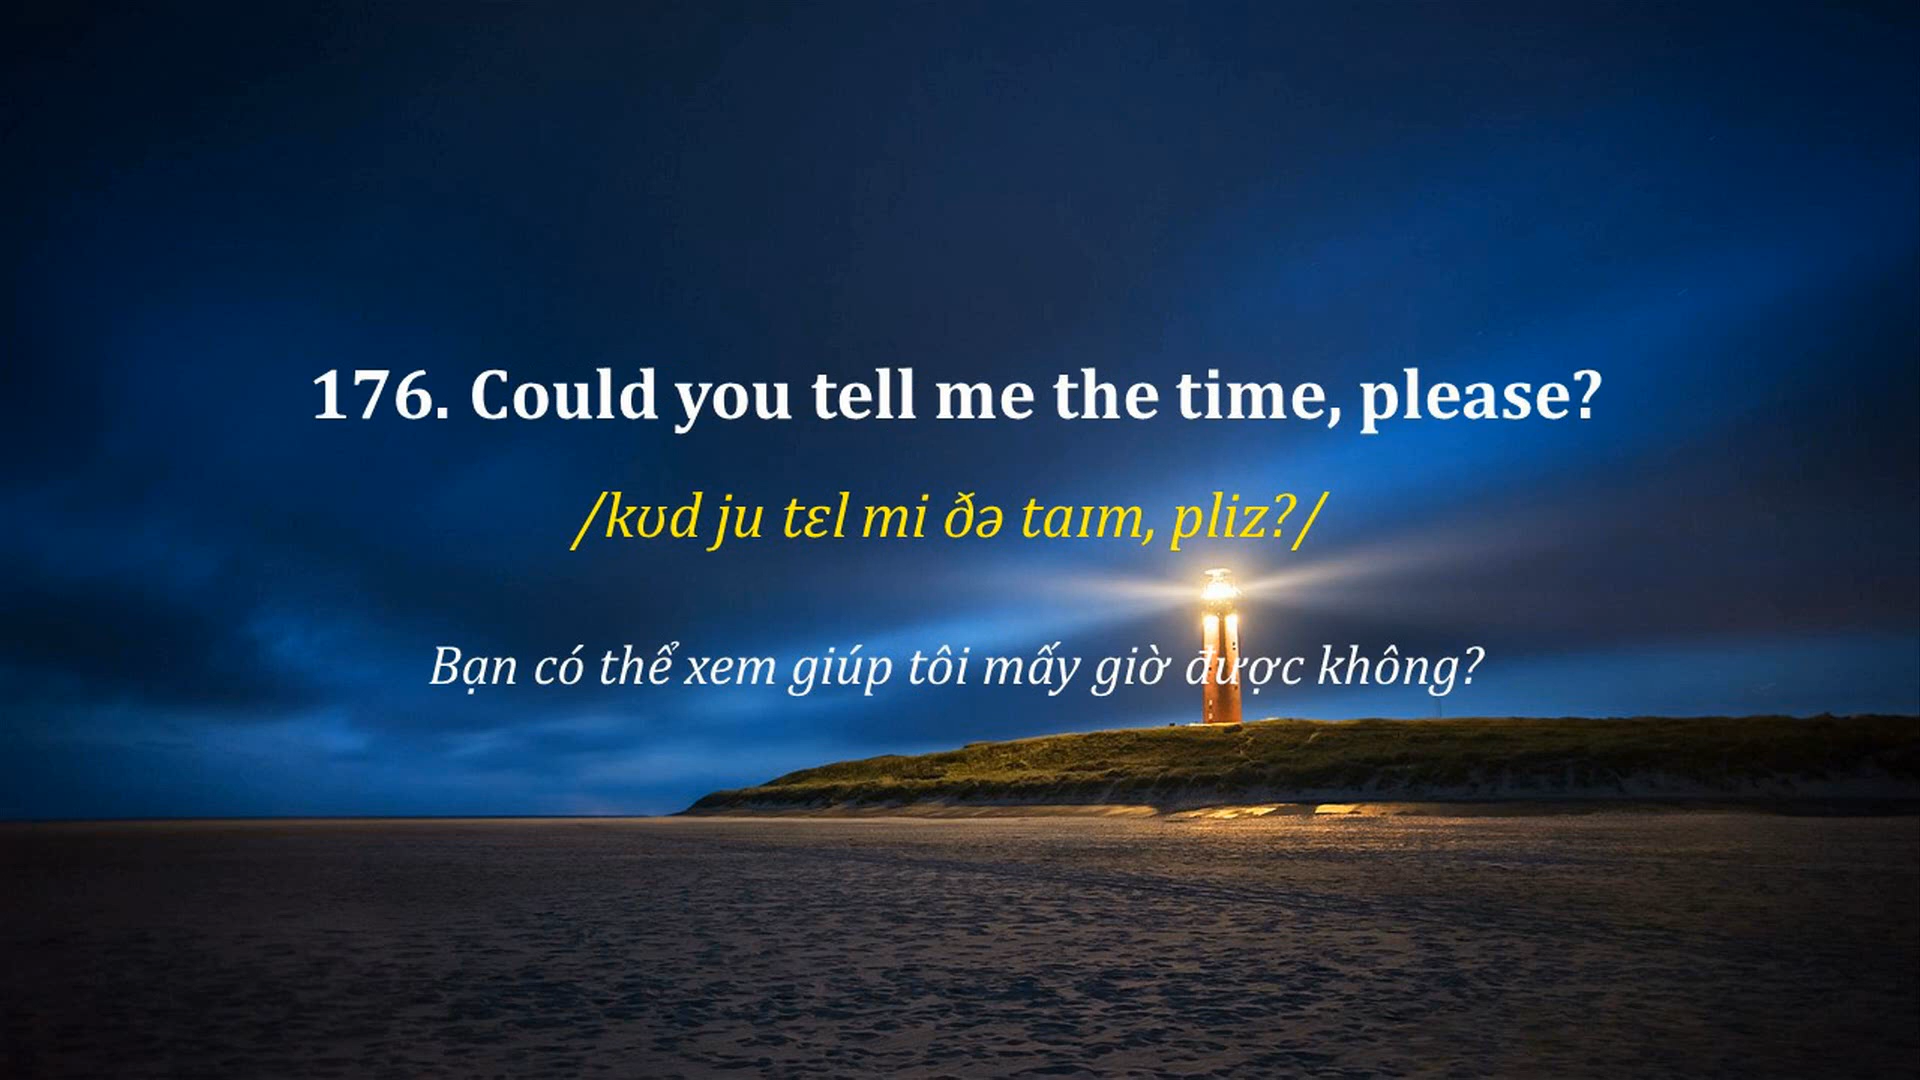 176. Could you tell me the time, please?
/kʊd ju tɛl mi ðə taɪm, pliz?/
Bạn có thể xem giúp tôi mấy giờ được không?